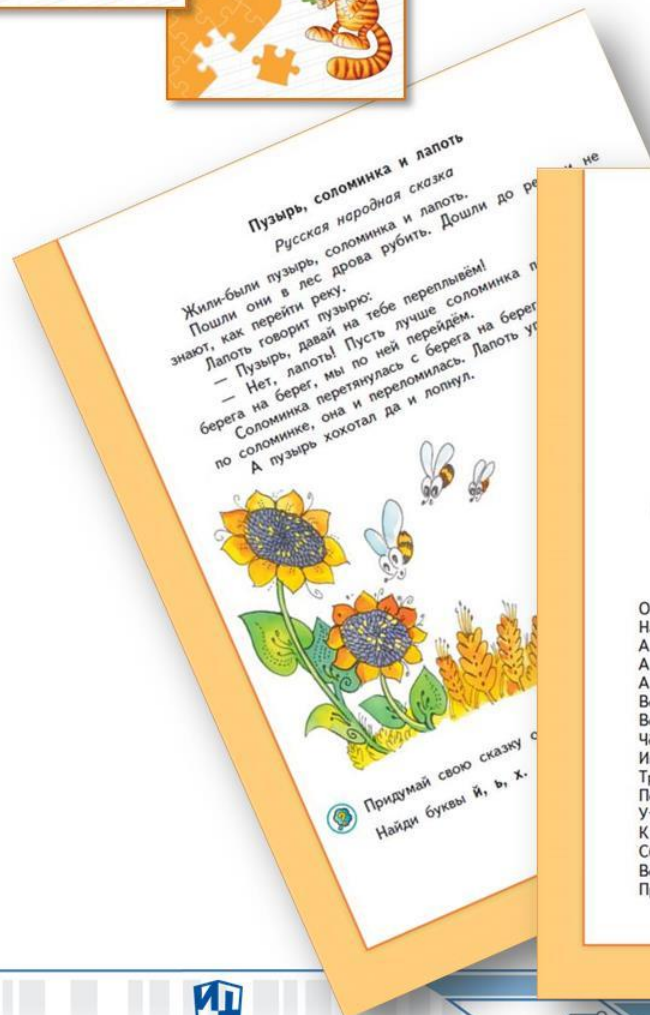 Пузырь, соломинка и лапоть
Русская народная сказка
Жили-были пузырь, соломинка и лапоть.
Пошли они в лес дрова рубить. Дошли до ре и не
знают, как перейти реку.
Лапоть говорит пузырю:
— Пузырь, давай на тебе переплывём!
— Нет, лапоть! Пусть лучше соломинка п
берега на берег, мы по ней перейдём.
Соломинка перетянулась с берега на берег
по соломинке, она и переломилась. Лапоть у
А пузырь хохотал да и лопнул.
Придумай свою сказку о
Найди буквы й, ь, х.
О
Н
А
А
А
В
В
Ч
И
Т
П
У
К
С
В
П